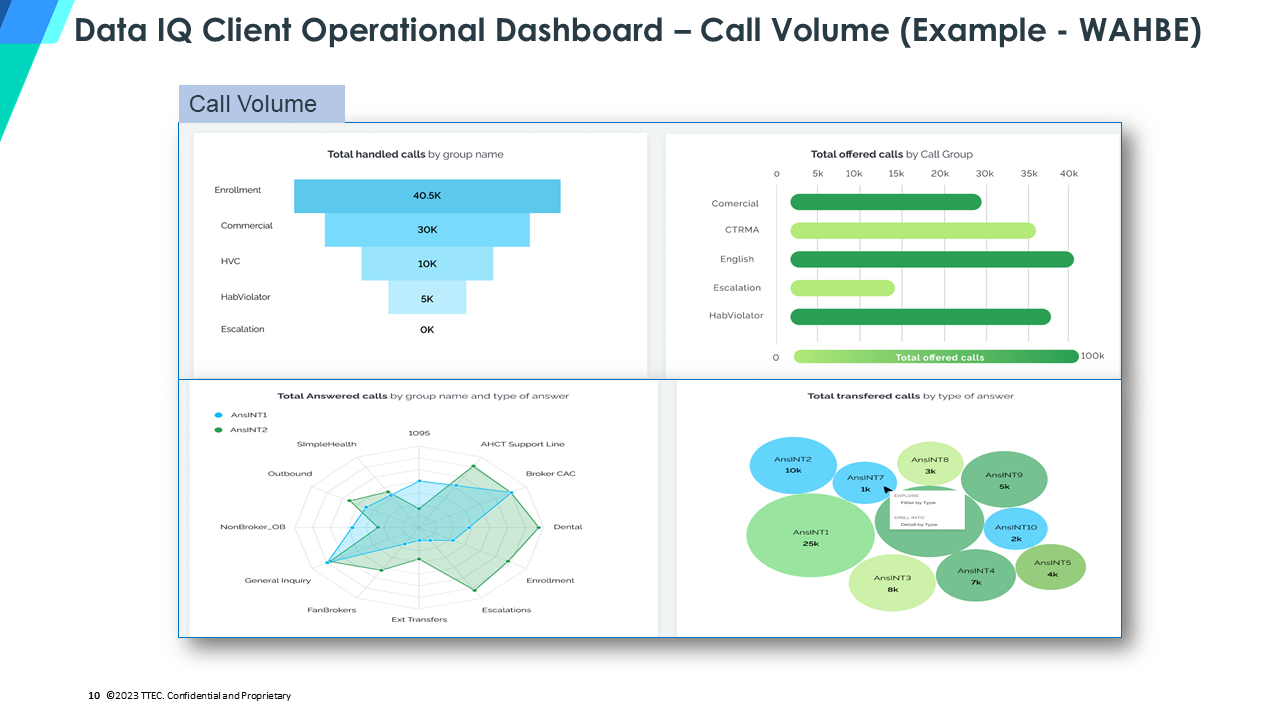 Data IQ Client Operational Dashboard – Call Volume (Example - WAHBE)
Call Volume
Total handled calls by group name
Enrollment
40.5K
Commercial
30K
HVC
10K
HabViolator
5K
Escalation
0K
Total offered calls by Call Group
0 5k 10k 15k 20k 30k 35k 40k
Comercial
CTRMA
English
Escalation
HabViolator
0 Total offered calls 100k
Total Answered calls by group name and type of answer
AnsINT1
AnsINT2
1095
SImpleHealth
AHCT Support Line
Outbound
Broker CAC
NonBroker_OB
Dental
General Inquiry
Enrollment
FanBrokers
Escalations
Ext Transfers
Total transfered calls by type of answer
AnsINT2
10k
AnsINT7
1k
AnsINT8
3k
AnsINT9
5k
EXPLORE
Filter by Type
DRILL INTO
Detail by Type
AnsINT1
25k
AnsINT10
2k
AnsINT3
8k
AnsINT4
7k
AnsINT5
4k
10 ©2023 TTEC. Confidential and Proprietary